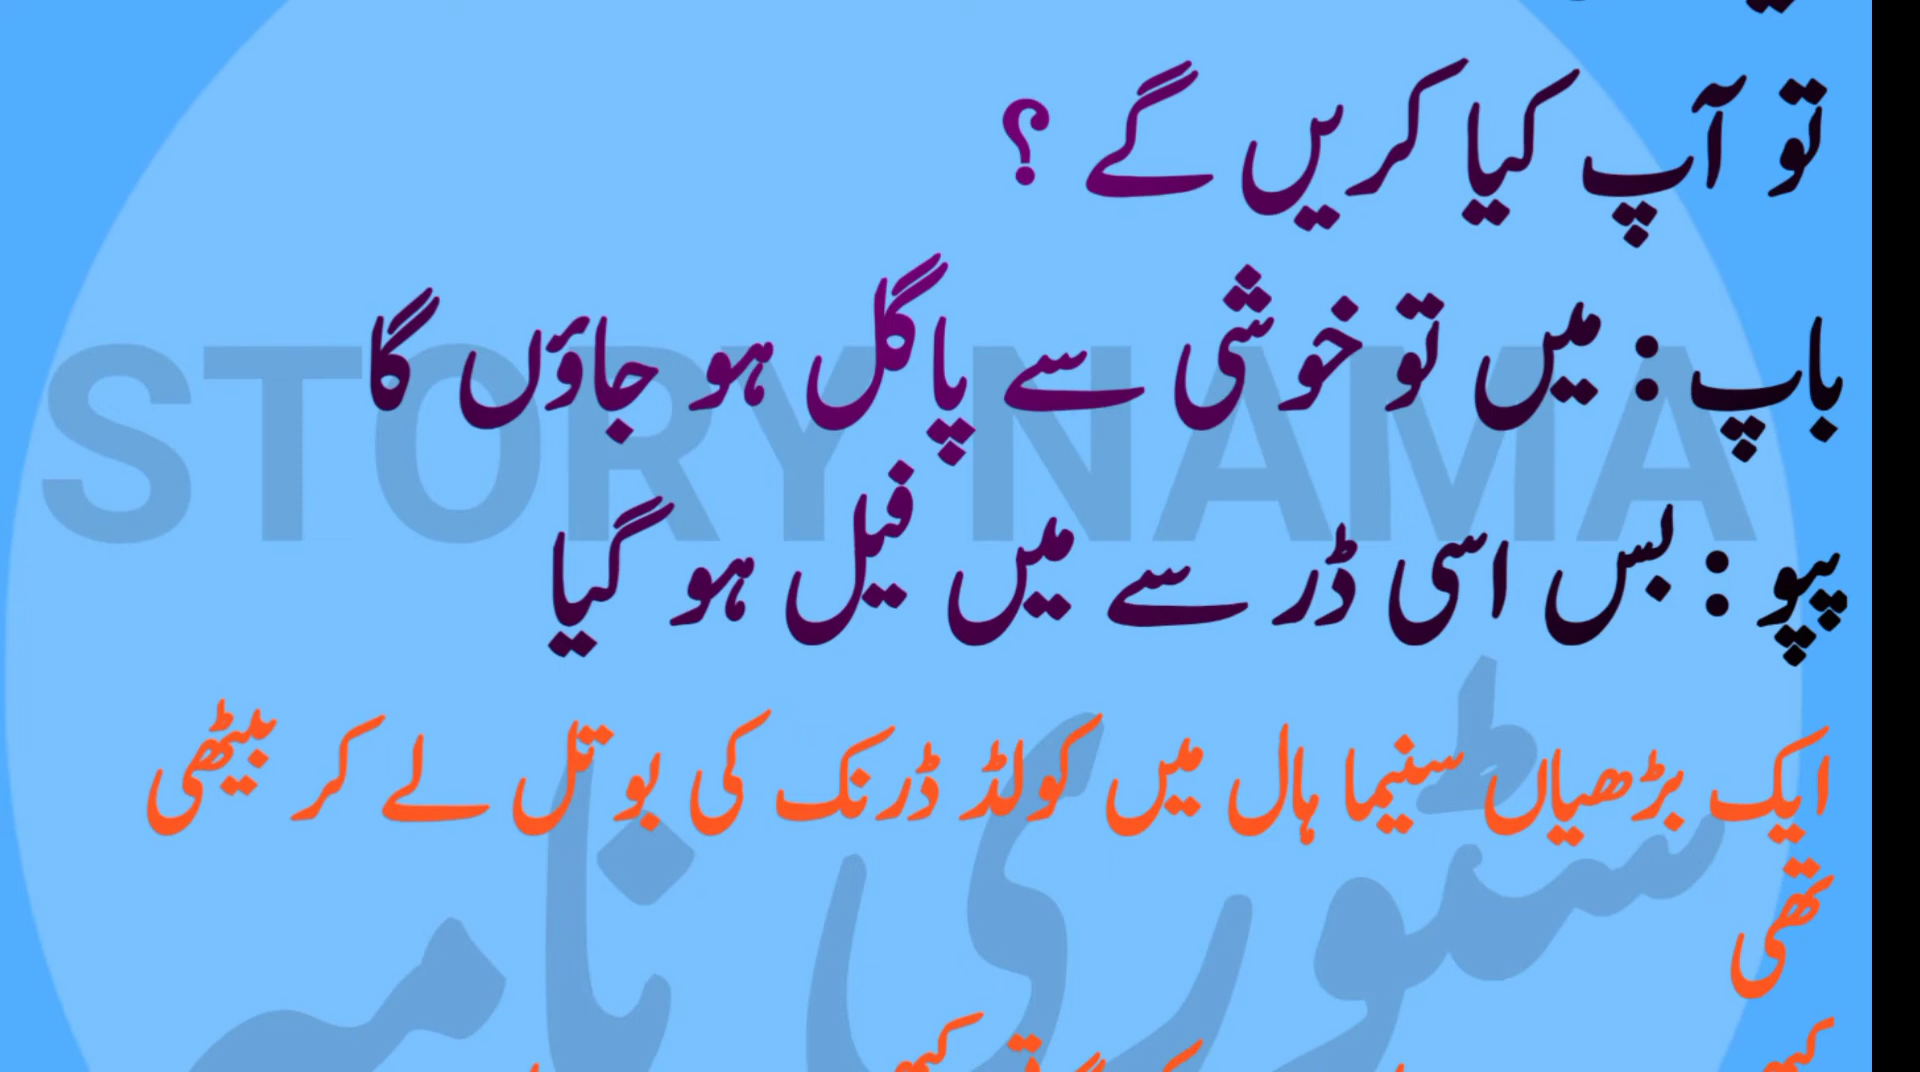 تو آپ کیا کریں گے ؟
باپ : میں تو خوشی سے پاگل ہو جاؤں گا
STORY NAMA
پپو : بس اسی ڈر سے میں فیل ہو گیا
ایک بڑھیاں سنیما ہال میں کولڈ ڈرنک کی بوتل لے کر بیٹھی
تھی
سٹوری نامہ